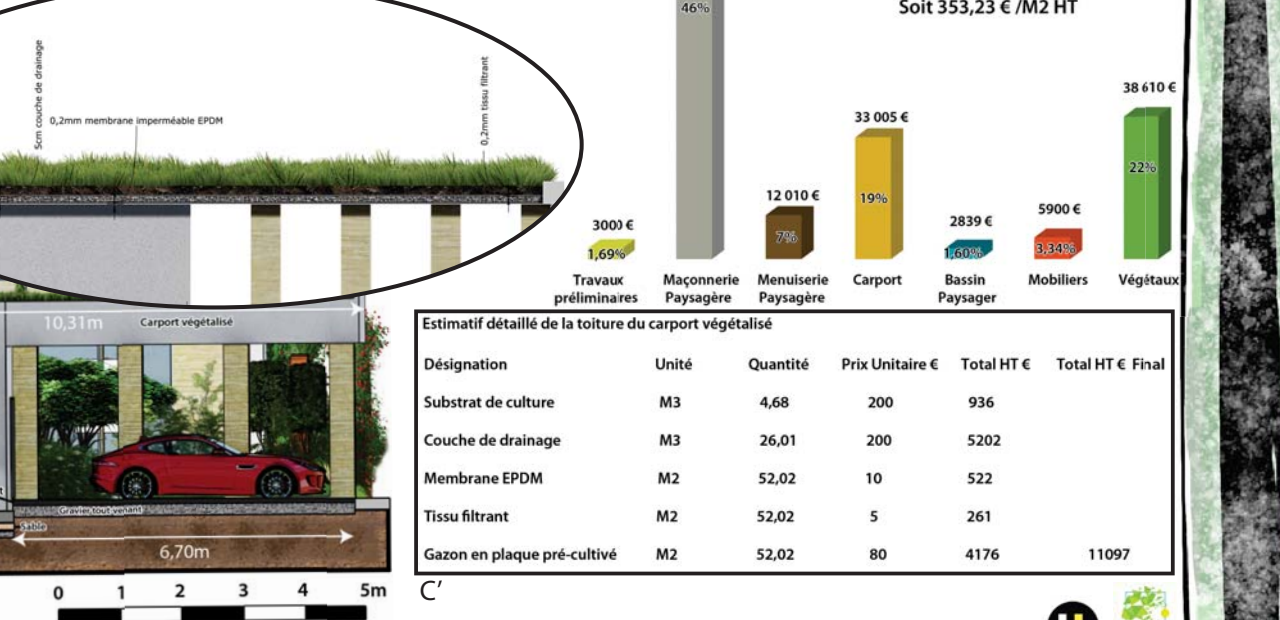 Soit 353,23 € /M2 HT
5cm couche de drainage
0,2mm membrane imperméable EPDM
0,2mm tissu filtrant
46%
38 610 €
22%
33 005 €
19%
12 010 €
7%
3000 €
1,69%
2839 €
1,60%
5900 €
3,34%
Travaux préliminaires
Maçonnerie Paysagère
Menuiserie Paysagère
Carport
Bassin Paysager
Mobiliers
Végétaux
10,31m
Carport végétalisé
Gravier tout venant
Sable
6,70m
0 1 2 3 4 5m
Estimatif détaillé de la toiture du carport végétalisé
Désignation Unité Quantité Prix Unitaire € Total HT € Total HT € Final
Substrat de culture M3 4,68 200 936
Couche de drainage M3 26,01 200 5202
Membrane EPDM M2 52,02 10 522
Tissu filtrant M2 52,02 5 261
Gazon en plaque pré-cultivé M2 52,02 80 4176 11097
C'